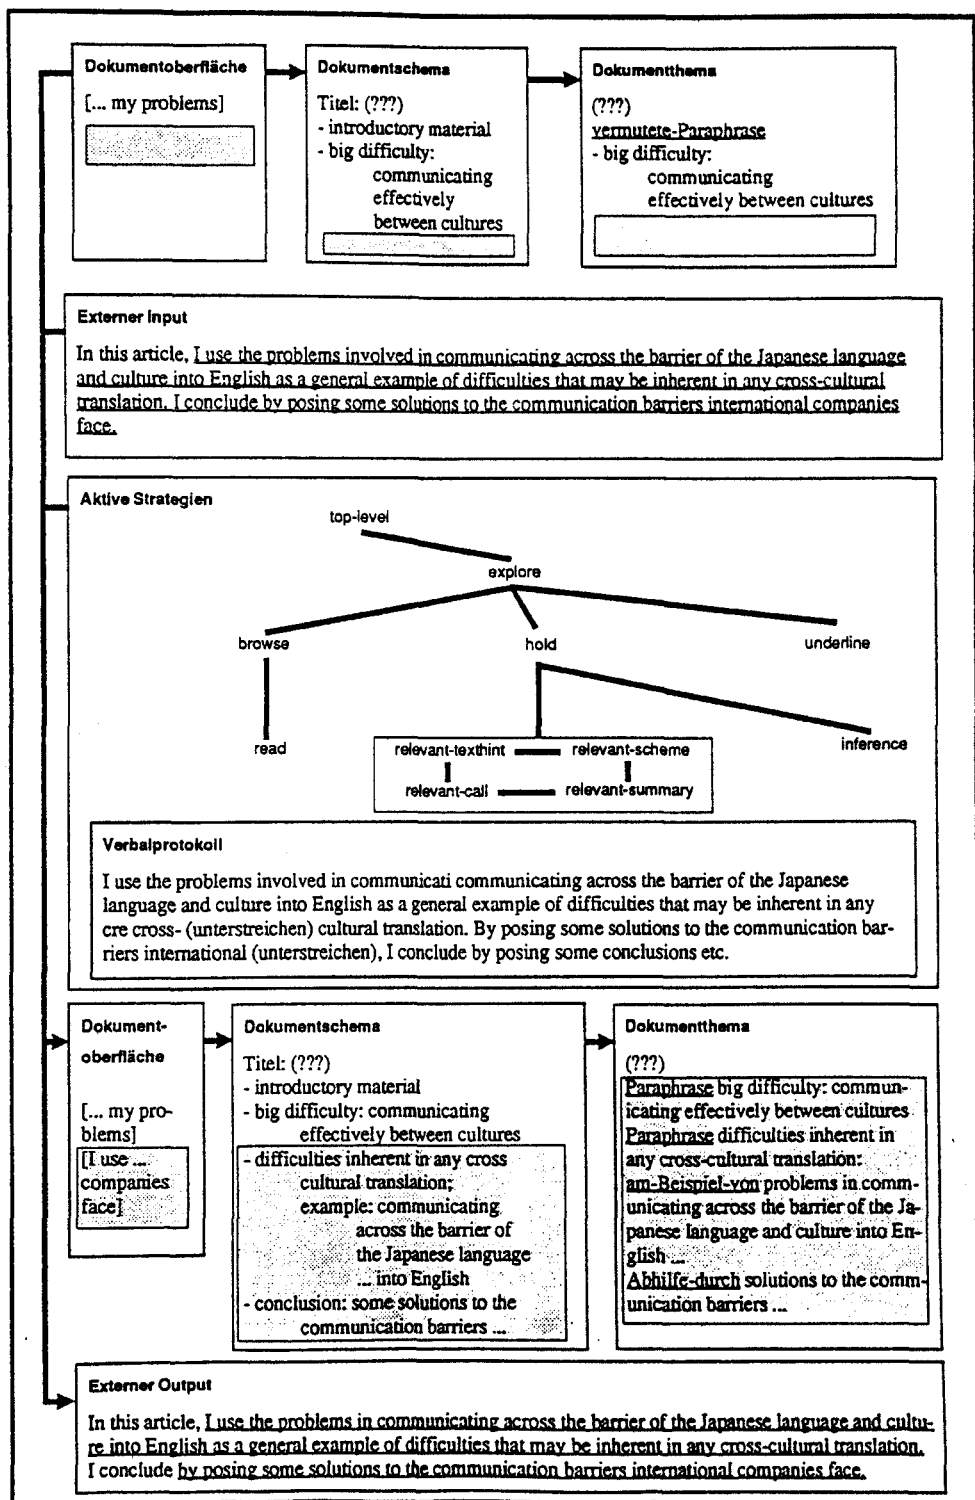 Dokumentoberfläche
[... my problems]
Dokumentschema
Titel: (???)
- introductory material
- big difficulty:
communicating
effectively
between cultures
Dokumentthema
(???)
vermutete-Paraphrase
- big difficulty:
communicating
effectively between cultures
Externer Input
In this article, I use the problems involved in communicating across the barrier of the Japanese language
and culture into English as a general example of difficulties that may be inherent in any cross-cultural
translation. I conclude by posing some solutions to the communication barriers international companies
face.
Aktive Strategien
top-level
explore
browse
hold
underline
read
relevant-texthint
relevant-scheme
inference
relevant-call
relevant-summary
Verbalprotokoll
I use the problems involved in communicati communicating across the barrier of the Japanese
language and culture into English as a general example of difficulties that may be inherent in any
cre cross- (unterstreichen) cultural translation. By posing some solutions to the communication bar-
riers international (unterstreichen), I conclude by posing some conclusions etc.
Dokument-
oberfläche
[... my pro-
blems]
[I use ...
companies
face]
Dokumentschema
Titel: (???)
- introductory material
- big difficulty: communicating
effectively between cultures
- difficulties inherent in any cross
cultural translation;
example: communicating
across the barrier of
the Japanese language
... into English
- conclusion: some solutions to the
communication barriers ...
Dokumentthema
(???)
Paraphrase big difficulty: commun-
icating effectively between cultures
Paraphrase difficulties inherent in
any cross-cultural translation:
am-Beispiel-von problems in comm-
unicating across the barrier of the Ja-
panese language and culture into En-
glish ...
Abhilfe-durch solutions to the comm-
unication barriers ...
Externer Output
In this article, I use the problems in communicating across the barrier of the Japanese language and cultu-
re into English as a general example of difficulties that may be inherent in any cross-cultural translation.
I conclude by posing some solutions to the communication barriers international companies face.